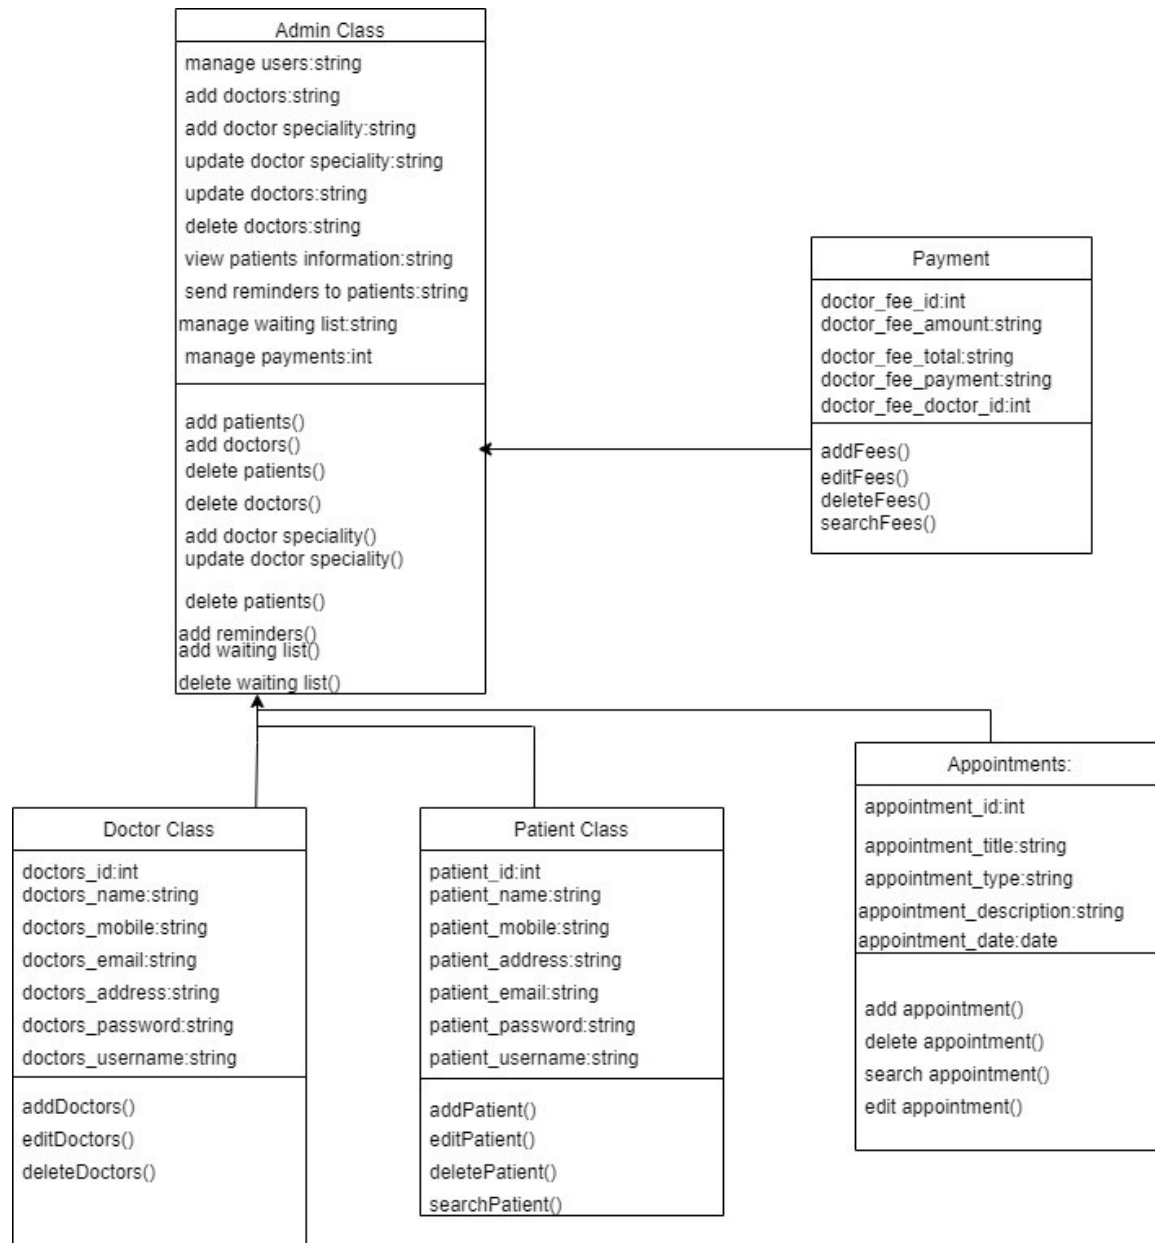 Admin Class
manage users:string
add doctors:string
add doctor speciality:string
update doctor speciality:string
update doctors:string
delete doctors:string
view patients information:string
send reminders to patients:string
manage waiting list:string
manage payments:int
add patients()
add doctors()
delete patients()
delete doctors()
add doctor speciality()
update doctor speciality()
delete patients()
add reminders()
add waiting list()
delete waiting list()
Payment
doctor_fee_id:int
doctor_fee_amount:string
doctor_fee_total:string
doctor_fee_payment:string
doctor_fee_doctor_id:int
addFees()
editFees()
deleteFees()
searchFees()
Doctor Class
doctors_id:int
doctors_name:string
doctors_mobile:string
doctors_email:string
doctors_address:string
doctors_password:string
doctors_username:string
addDoctors()
editDoctors()
deleteDoctors()
Patient Class
patient_id:int
patient_name:string
patient_mobile:string
patient_address:string
patient_email:string
patient_password:string
patient_username:string
addPatient()
editPatient()
deletePatient()
searchPatient()
Appointments:
appointment_id:int
appointment_title:string
appointment_type:string
appointment_description:string
appointment_date:date
add appointment()
delete appointment()
search appointment()
edit appointment()